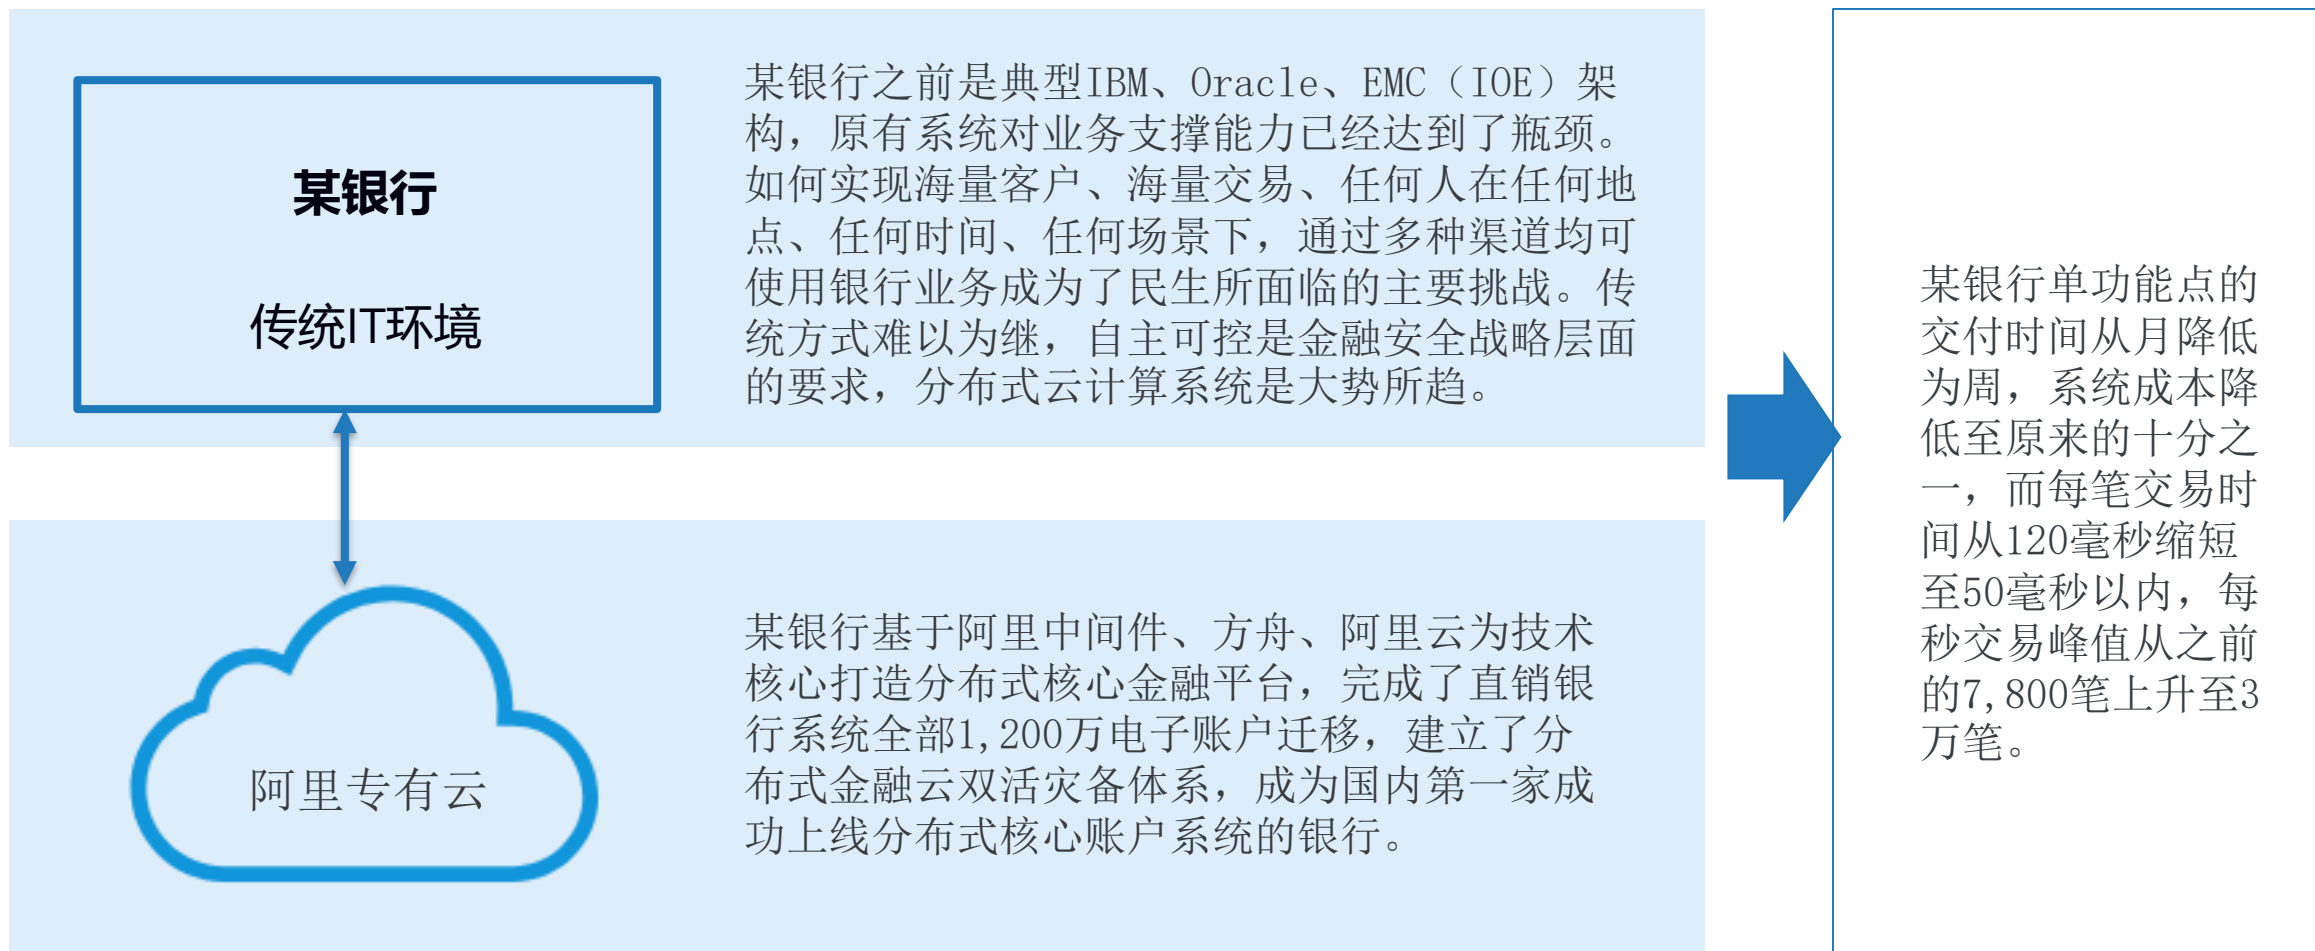 某银行
传统IT环境
某银行之前是典型IBM、Oracle、EMC（IOE）架
构，原有系统对业务支撑能力已经达到了瓶颈。
如何实现海量客户、海量交易、任何人在任何地
点、任何时间、任何场景下，通过多种渠道均可
使用银行业务成为了民生所面临的主要挑战。传
统方式难以为继，自主可控是金融安全战略层面
的要求，分布式云计算系统是大势所趋。
阿里专有云
某银行基于阿里中间件、方舟、阿里云为技术
核心打造分布式核心金融平台，完成了直销银
行系统全部1,200万电子账户迁移，建立了分
布式金融云双活灾备体系，成为国内第一家成
功上线分布式核心账户系统的银行。
某银行单功能点的
交付时间从月降低
为周，系统成本降
低至原来的十分之
一，而每笔交易时
间从120毫秒缩短
至50毫秒以内，每
秒交易峰值从之前
的7,800笔上升至3
万笔。